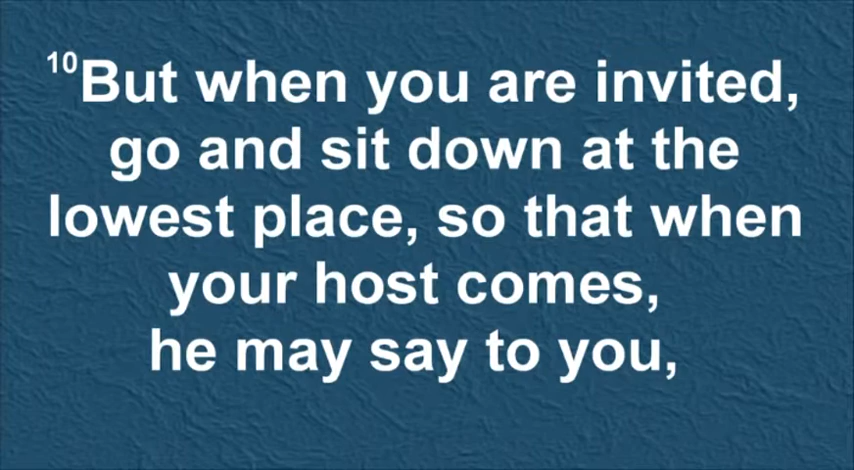 10But when you are invited,
go and sit down at the
lowest place, so that when
your host comes,
he may say to you,